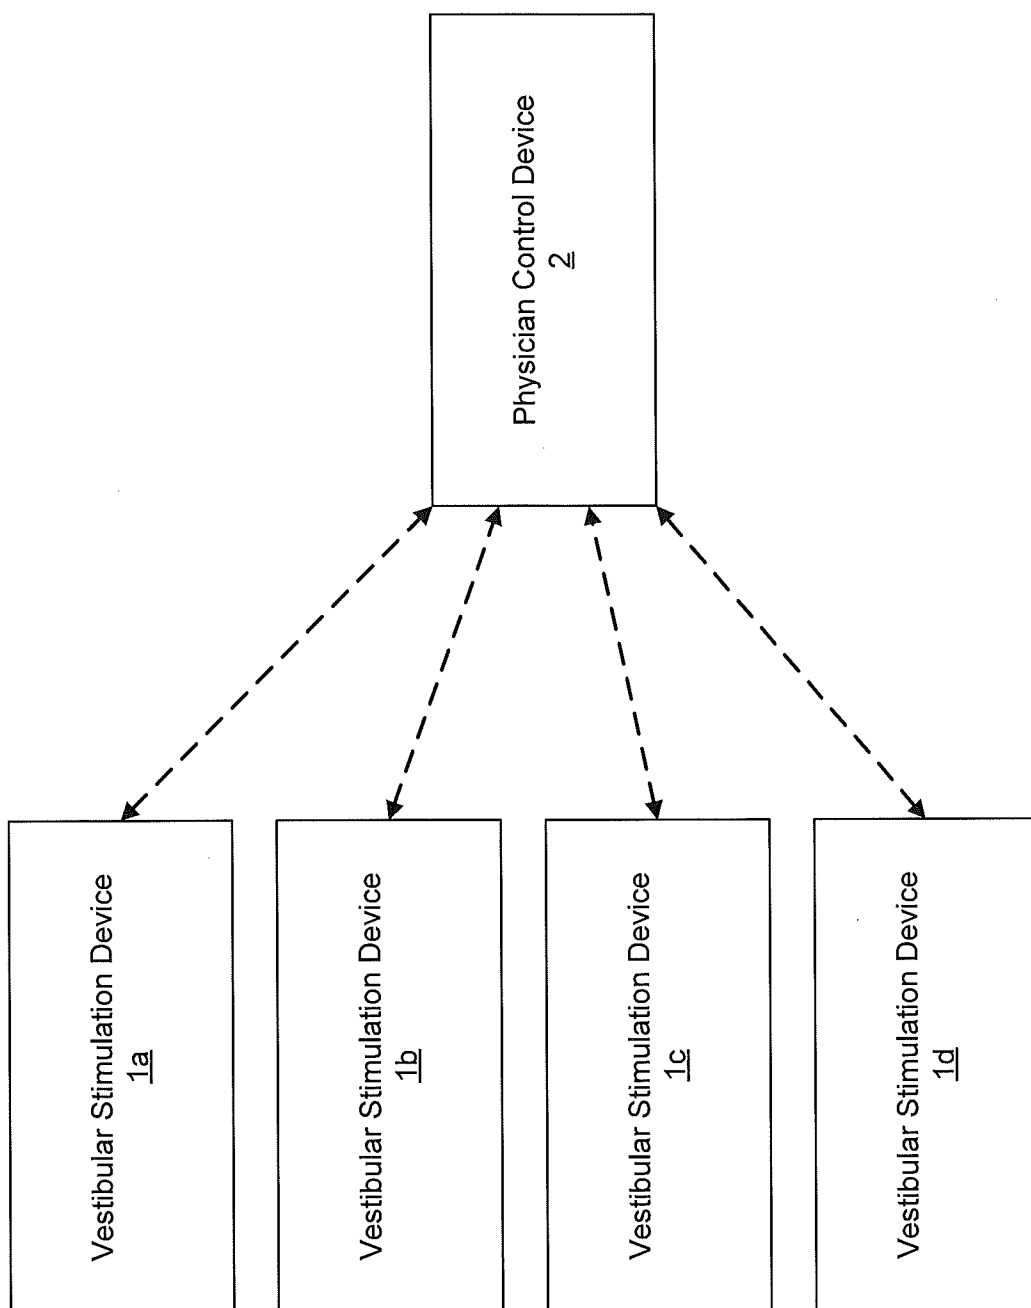 Vestibular Stimulation Device
1a
Vestibular Stimulation Device
1b
Vestibular Stimulation Device
1c
Vestibular Stimulation Device
1d
Physician Control Device
2